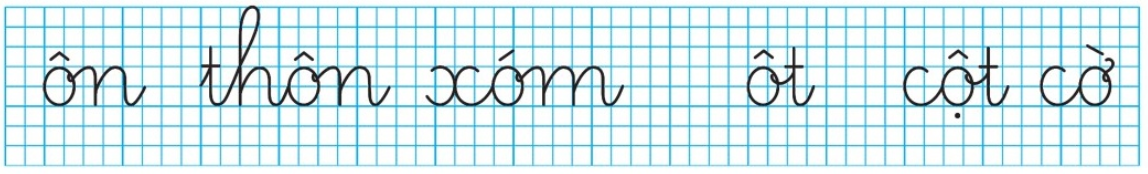 ôn thôn xóm ôt cột cờ